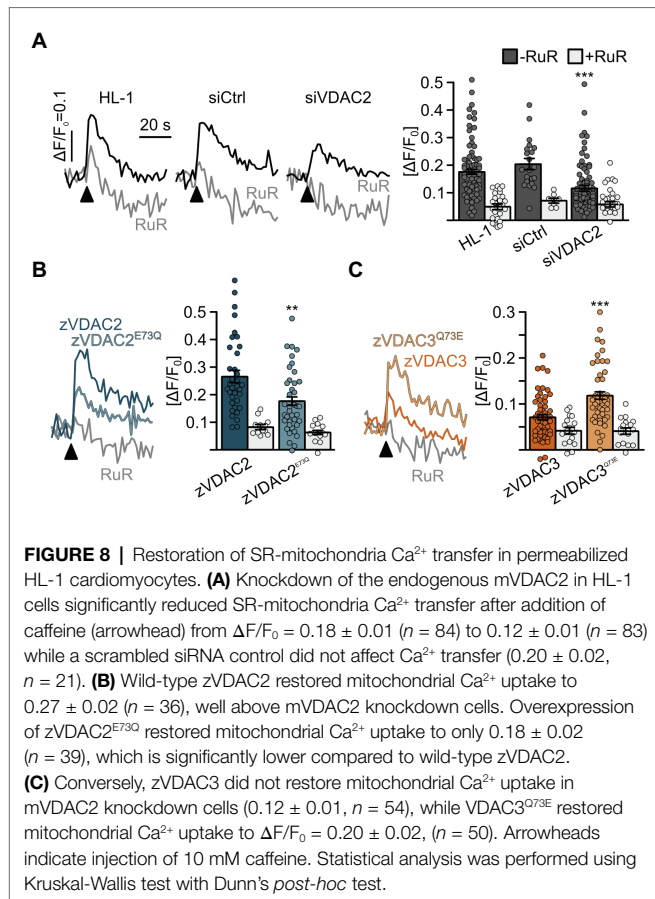 A
-RuR +RuR
HL-1 siCtrl siVDAC2
ΔF/F₀=0.1
20 s
RuR RuR RuR
[ΔF/F₀]
0.5
0.4
0.3
0.2
0.1
***
HL-1 siCtrl siVDAC2
B
zVDAC2
zVDAC2ᴱ⁷³Q
RuR
[ΔF/F₀]
0.5
0.4
0.3
0.2
0.1
**
zVDAC2 zVDAC2ᴱ⁷³Q
C
zVDAC3Q⁷³ᴱ
zVDAC3
RuR
[ΔF/F₀]
0.3
0.2
0.1
***
zVDAC3 zVDAC3Q⁷³ᴱ
FIGURE 8 | Restoration of SR-mitochondria Ca²⁺ transfer in permeabilized
HL-1 cardiomyocytes. (A) Knockdown of the endogenous mVDAC2 in HL-1
cells significantly reduced SR-mitochondria Ca²⁺ transfer after addition of
caffeine (arrowhead) from ΔF/F₀ = 0.18 ± 0.01 (n = 84) to 0.12 ± 0.01 (n = 83)
while a scrambled siRNA control did not affect Ca²⁺ transfer (0.20 ± 0.02,
n = 21). (B) Wild-type zVDAC2 restored mitochondrial Ca²⁺ uptake to
0.27 ± 0.02 (n = 36), well above mVDAC2 knockdown cells. Overexpression
of zVDAC2ᴱ⁷³Q restored mitochondrial Ca²⁺ uptake to only 0.18 ± 0.02
(n = 39), which is significantly lower compared to wild-type zVDAC2.
(C) Conversely, zVDAC3 did not restore mitochondrial Ca²⁺ uptake in
mVDAC2 knockdown cells (0.12 ± 0.01, n = 54), while VDAC3Q⁷³ᴱ restored
mitochondrial Ca²⁺ uptake to ΔF/F₀ = 0.20 ± 0.02, (n = 50). Arrowheads
indicate injection of 10 mM caffeine. Statistical analysis was performed using
Kruskal-Wallis test with Dunn's post-hoc test.